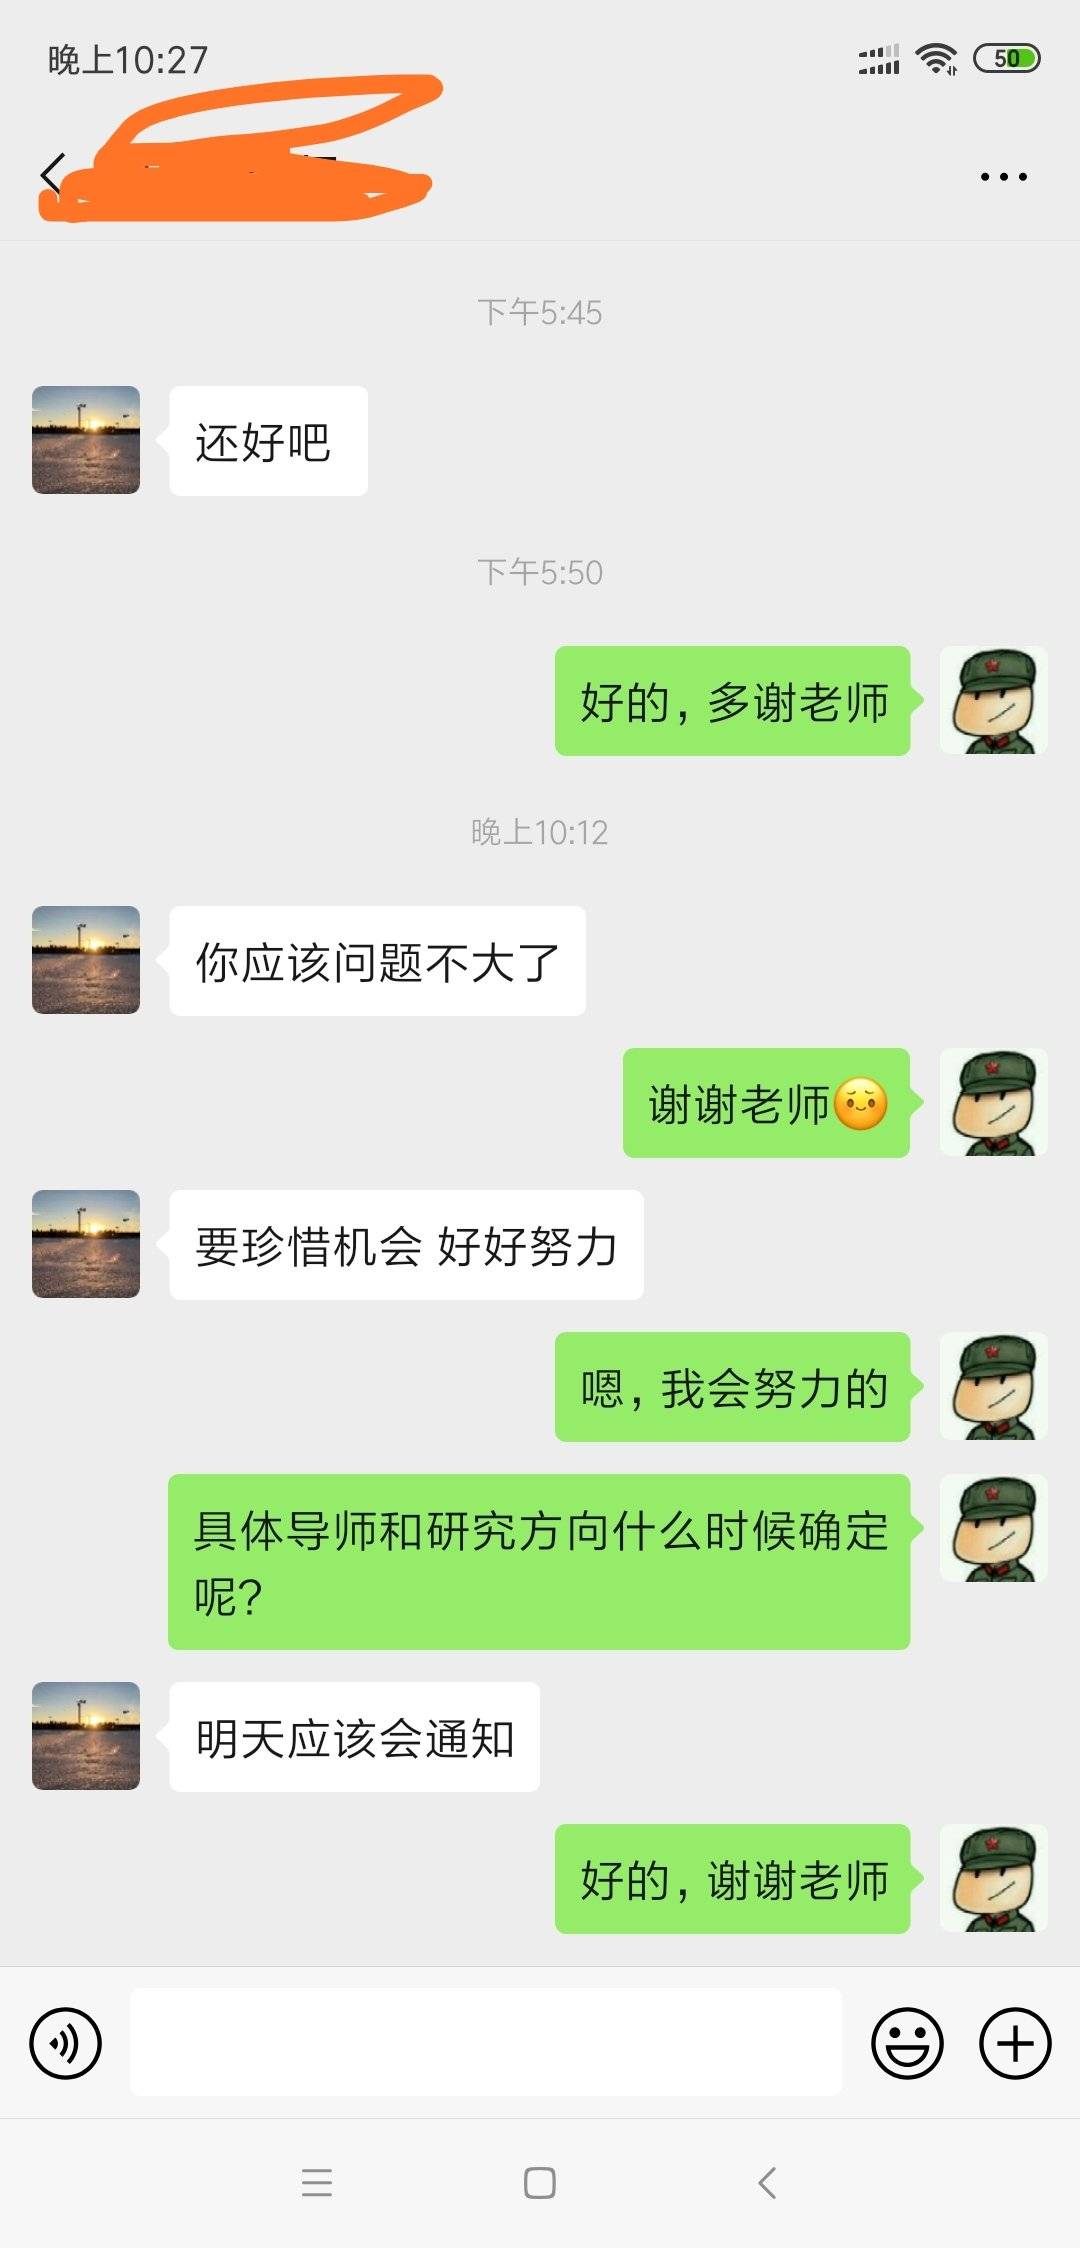 晚上10:27
50
下午5:45
还好吧
下午5:50
好的，多谢老师
晚上10:12
你应该问题不大了
谢谢老师😌
要珍惜机会 好好努力
嗯，我会努力的
具体导师和研究方向什么时候确定
呢？
明天应该会通知
好的，谢谢老师